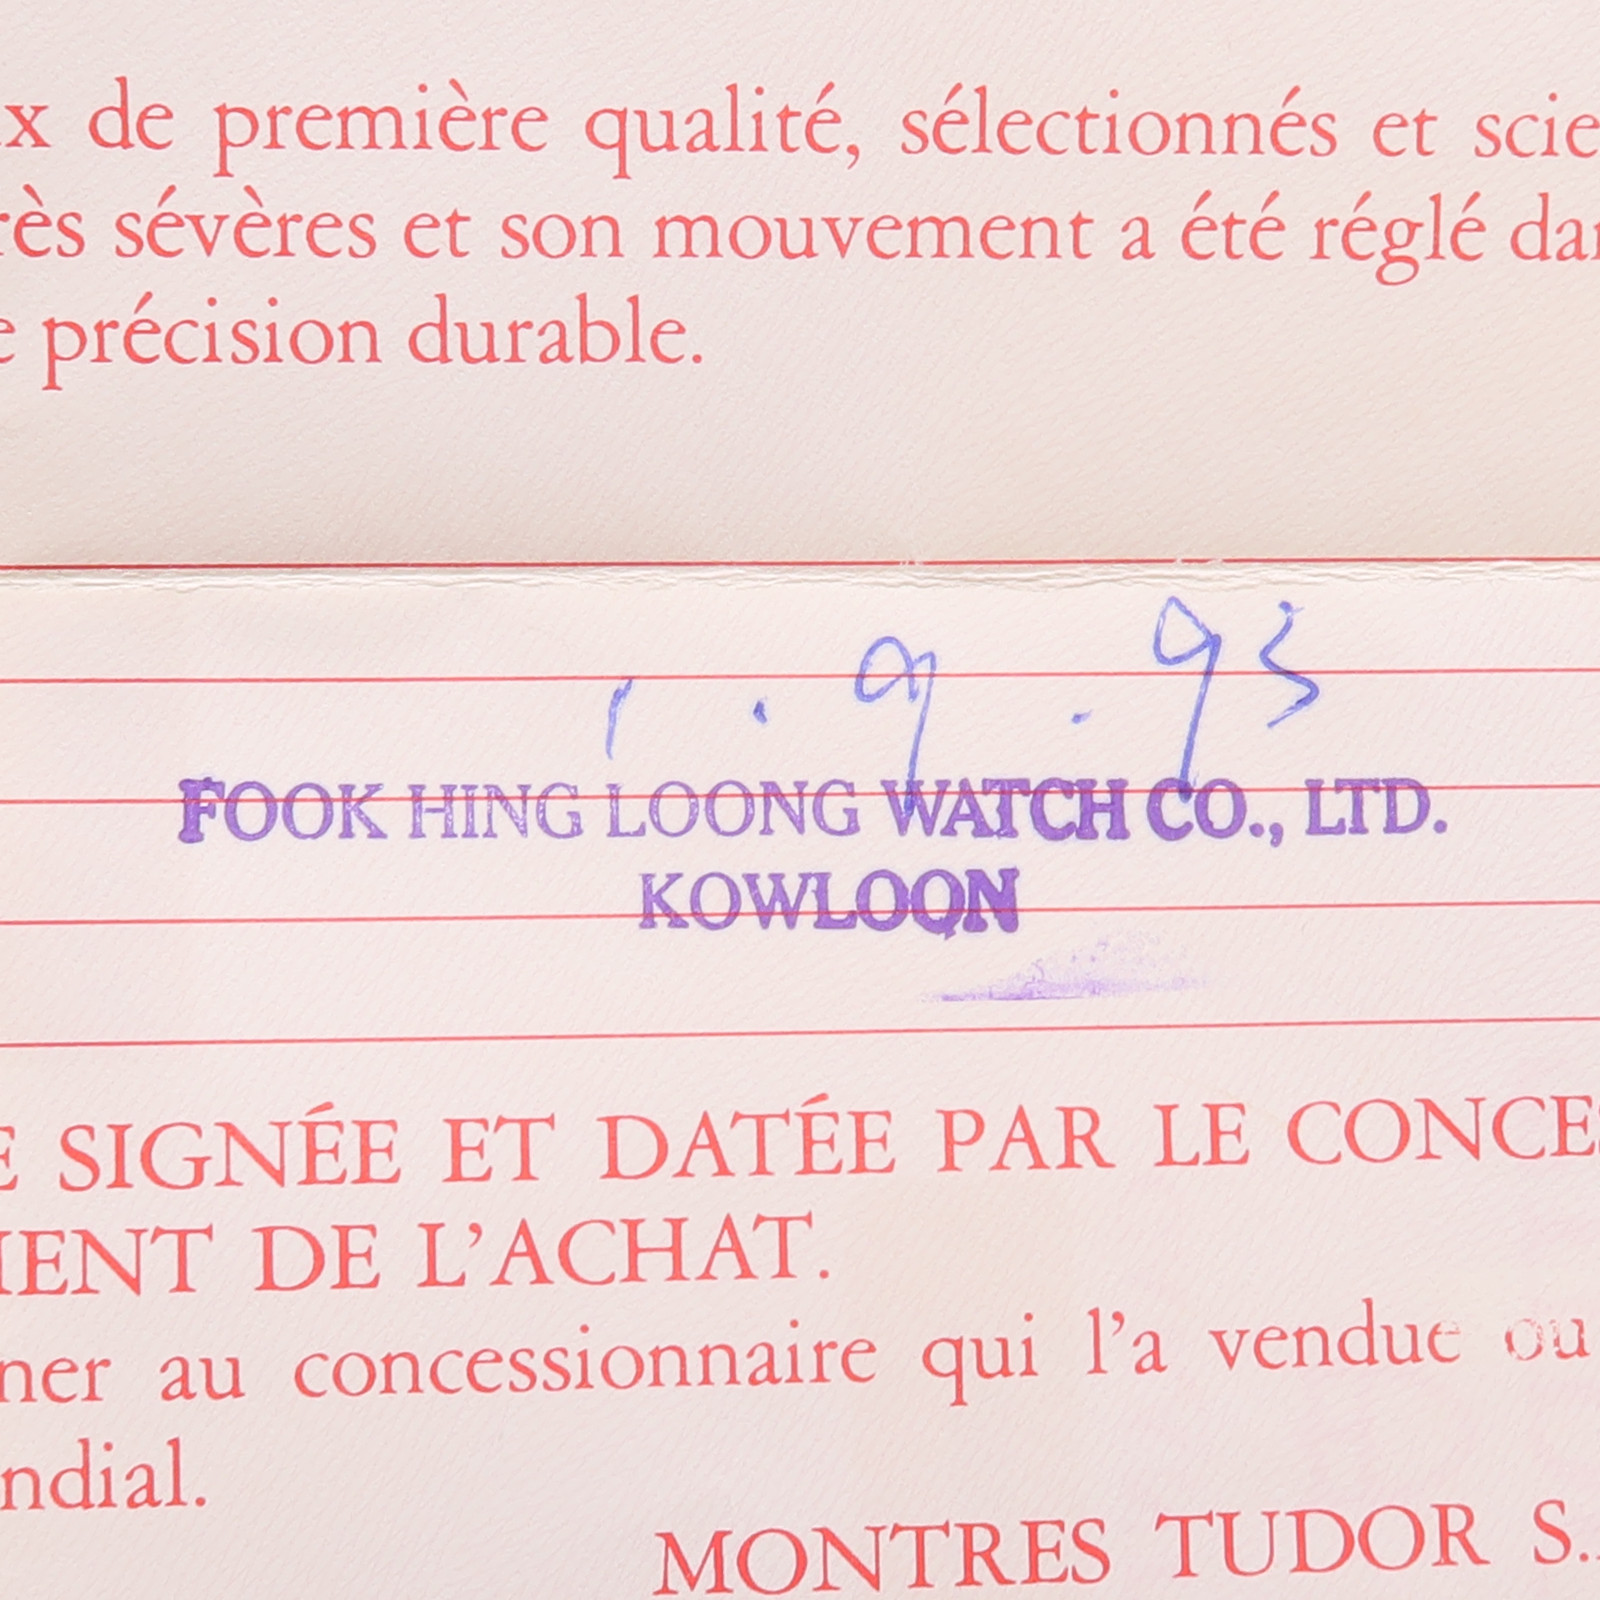 x de première qualité, sélectionnés et scie
rès sévères et son mouvement a été réglé dan
e précision durable.
1 . 9 . 93
FOOK HING LOONG WATCH CO., LTD.
KOWLOON
E SIGNÉE ET DATÉE PAR LE CONCES
MENT DE L'ACHAT.
ner au concessionnaire qui l'a vendue ou
ndial.
MONTRES TUDOR S.